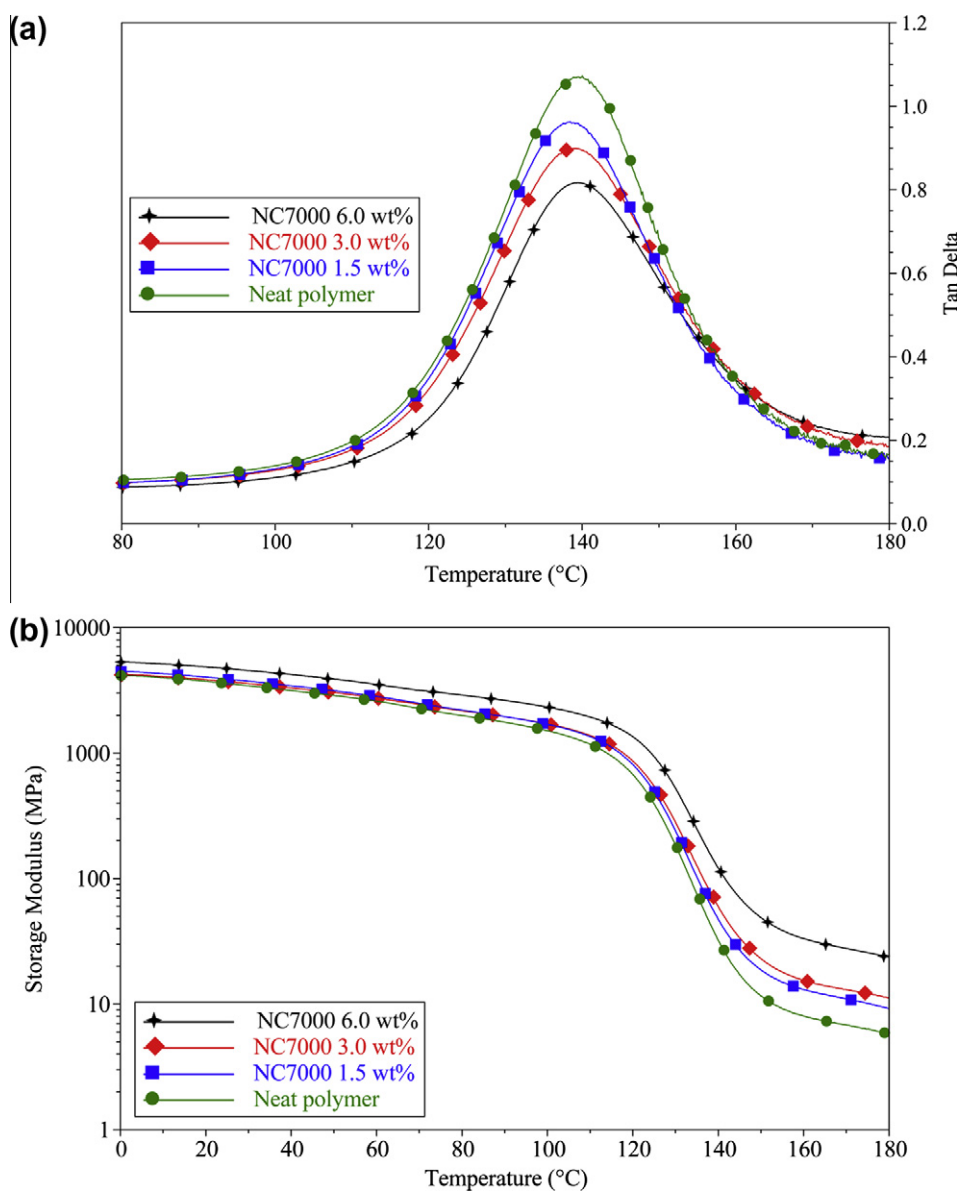 (a)
1.2
1.0
0.8
0.6
0.4
0.2
0.0
Tan Delta
NC7000 6.0 wt%
NC7000 3.0 wt%
NC7000 1.5 wt%
Neat polymer
80 100 120 140 160 180
Temperature (°C)
(b)
10000
1000
100
10
1
Storage Modulus (MPa)
NC7000 6.0 wt%
NC7000 3.0 wt%
NC7000 1.5 wt%
Neat polymer
0 20 40 60 80 100 120 140 160 180
Temperature (°C)